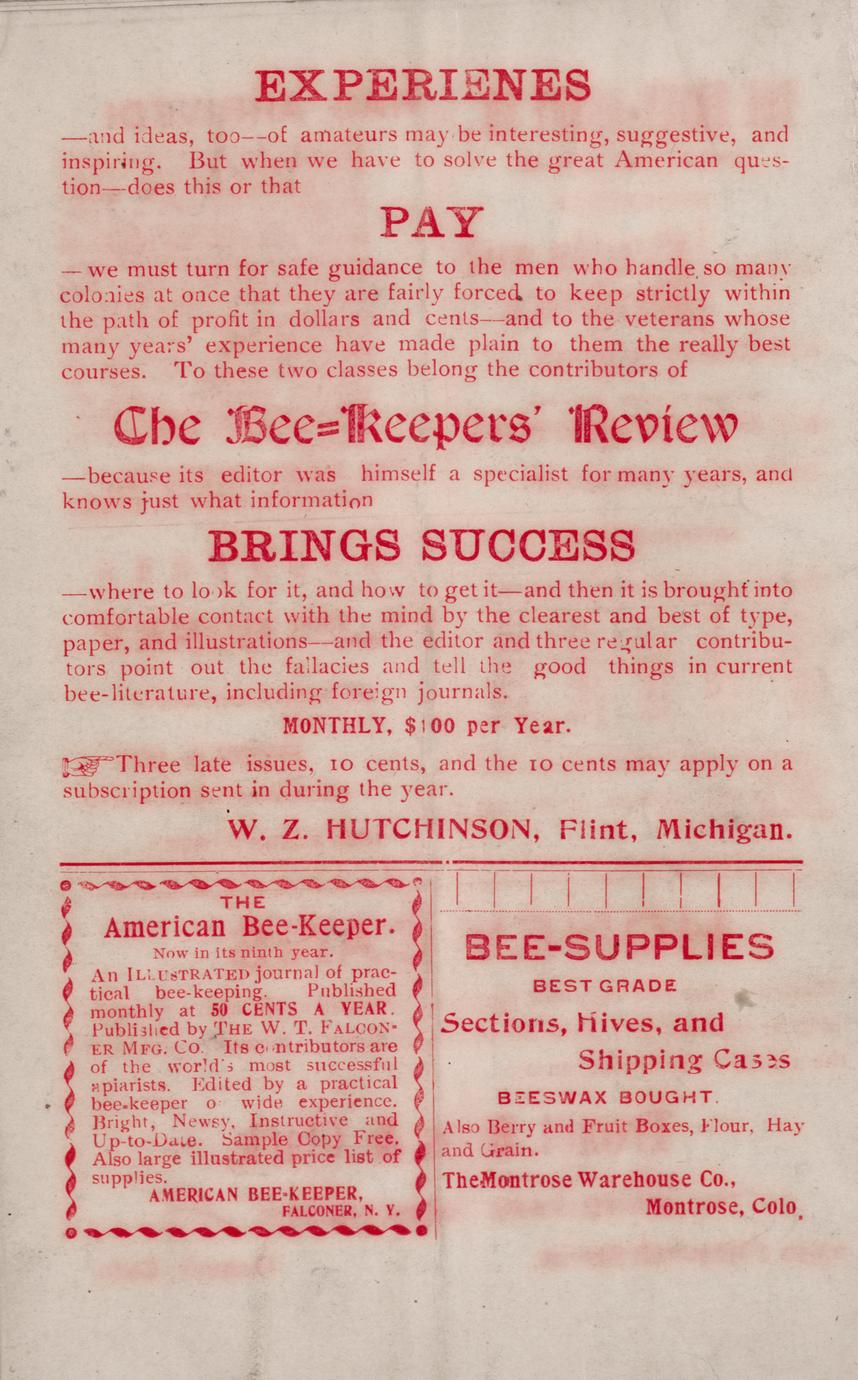 EXPERIENES
—and ideas, too--of amateurs may be interesting, suggestive, and
inspiring. But when we have to solve the great American ques-
tion—does this or that
PAY
— we must turn for safe guidance to the men who handle so many
colonies at once that they are fairly forced to keep strictly within
the path of profit in dollars and cents—and to the veterans whose
many years’ experience have made plain to them the really best
courses. To these two classes belong the contributors of
The Bee=Keepers’ Review
—because its editor was himself a specialist for many years, and
knows just what information
BRINGS SUCCESS
—where to look for it, and how to get it—and then it is brought into
comfortable contact with the mind by the clearest and best of type,
paper, and illustrations—and the editor and three regular contribu-
tors point out the fallacies and tell the good things in current
bee-literature, including foreign journals.
MONTHLY, $1 00 per Year.
☞Three late issues, 10 cents, and the 10 cents may apply on a
subscription sent in during the year.
W. Z. HUTCHINSON, Flint, Michigan.
THE
American Bee-Keeper.
Now in its ninth year.
An ILLUSTRATED journal of prac-
tical bee-keeping. Published
monthly at 50 CENTS A YEAR.
Published by THE W. T. FALCON-
ER MFG. CO. Its contributors are
of the world's most successful
apiarists. Edited by a practical
bee-keeper of wide experience.
Bright, Newsy, Instructive and
Up-to-Date. Sample Copy Free.
Also large illustrated price list of
supplies.
AMERICAN BEE-KEEPER,
FALCONER, N. Y.
BEE-SUPPLIES
BEST GRADE
Sections, Hives, and
Shipping Cases
BEESWAX BOUGHT.
Also Berry and Fruit Boxes, Flour, Hay
and Grain.
The Montrose Warehouse Co.,
Montrose, Colo.